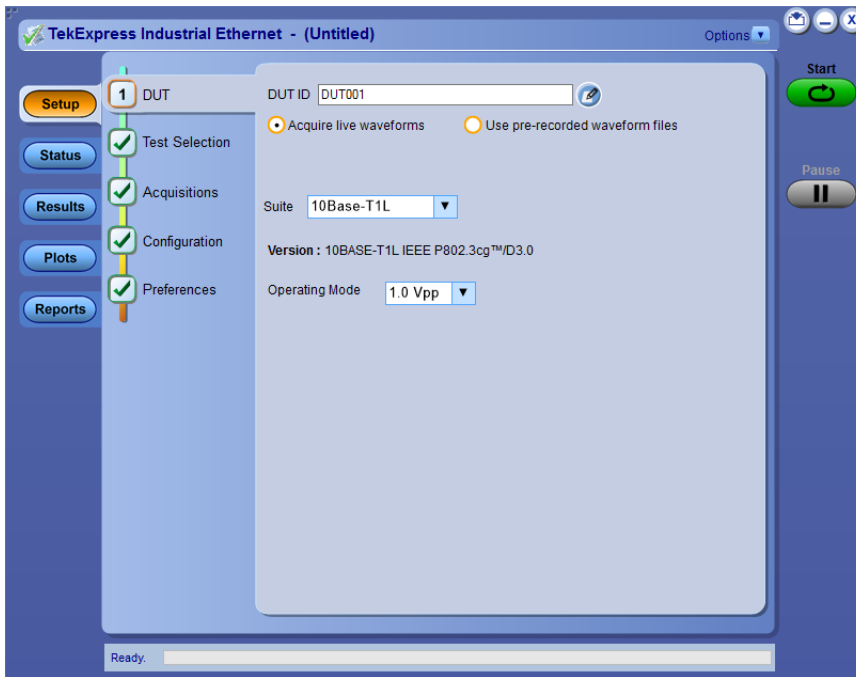 TekExpress Industrial Ethernet - (Untitled)
Options
X
Start
Pause
Setup
Status
Results
Plots
Reports
1 DUT
Test Selection
Acquisitions
Configuration
Preferences
DUT ID DUT001
Acquire live waveforms Use pre-recorded waveform files
Suite 10Base-T1L
Version : 10BASE-T1L IEEE P802.3cg™/D3.0
Operating Mode 1.0 Vpp
Ready.